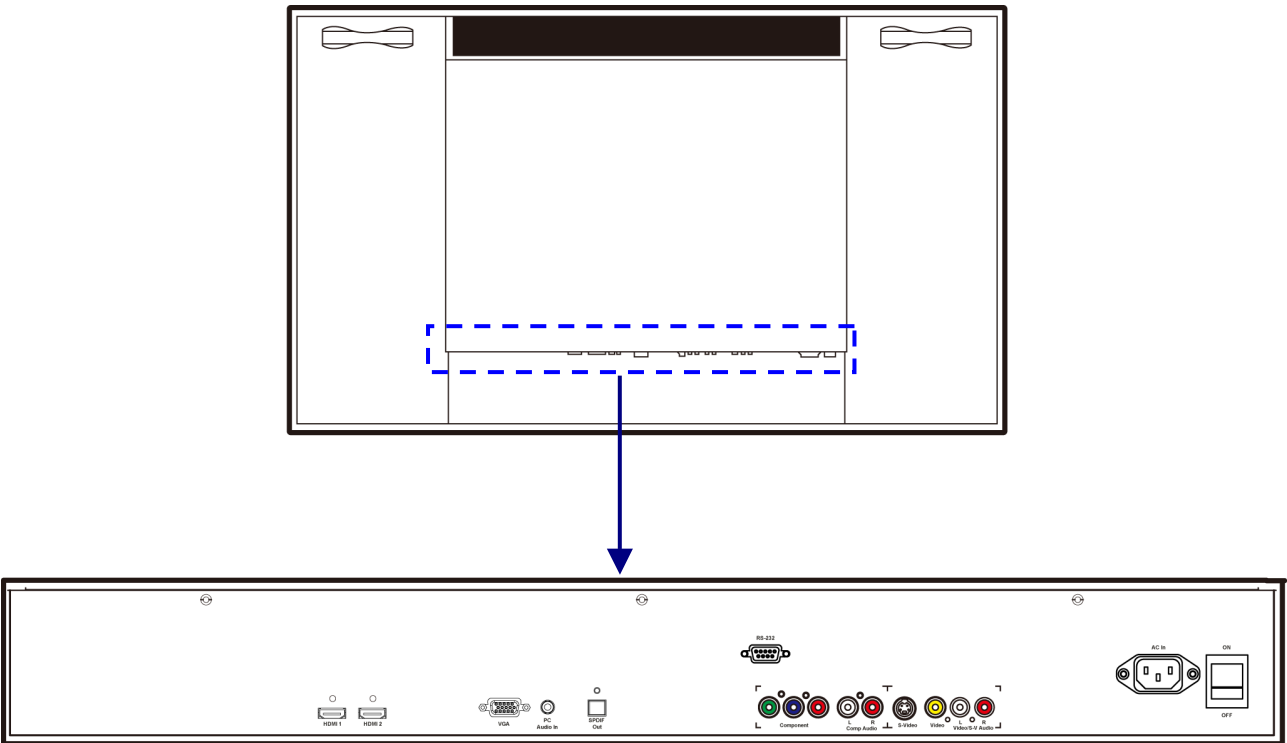 RS-232
AC In
ON
HDMI 1
HDMI 2
VGA
PC
Audio In
SPDIF
Out
Component
L R
Comp Audio
S-Video
Video
L R
Video/S-V Audio
OFF